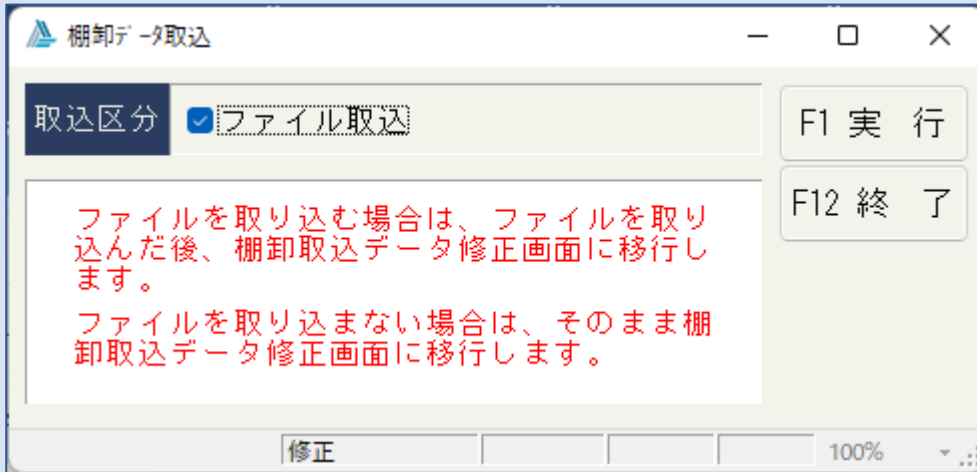 棚卸ﾃﾞｰﾀ取込
取込区分 ファイル取込
F1 実 行
F12 終 了
ファイルを取り込む場合は、ファイルを取り
込んだ後、棚卸取込データ修正画面に移行し
ます。
ファイルを取り込まない場合は、そのまま棚
卸取込データ修正画面に移行します。
修正
100%